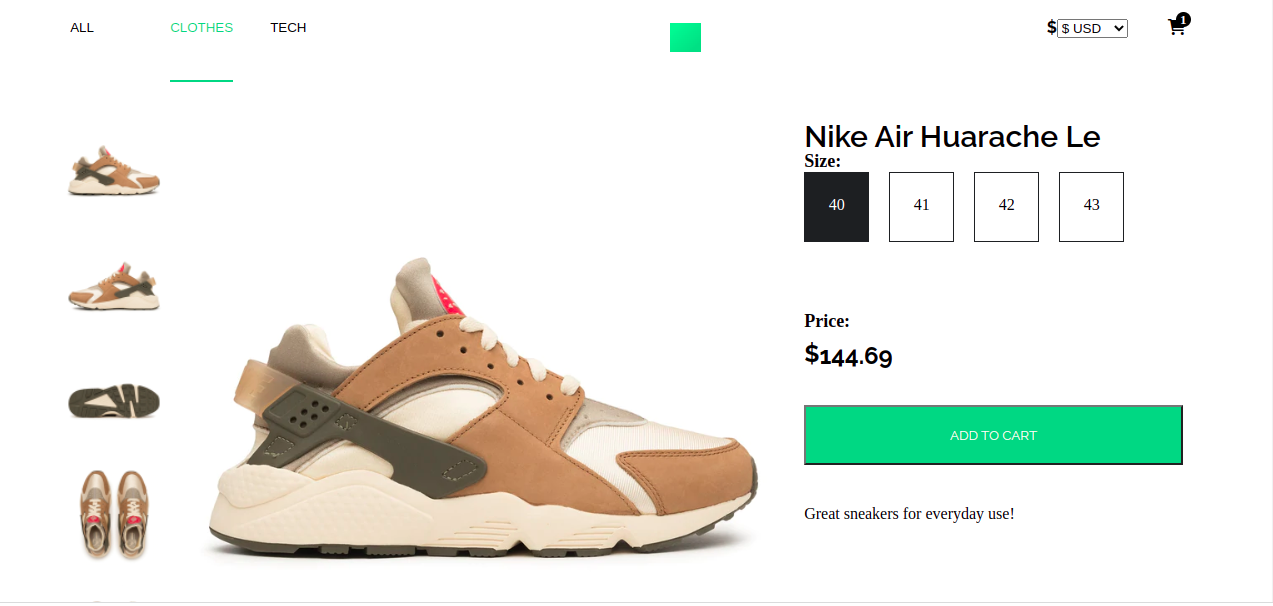 ALL CLOTHES TECH
$ $ USD 1
Nike Air Huarache Le
Size:
40 41 42 43
Price:
$144.69
ADD TO CART
Great sneakers for everyday use!